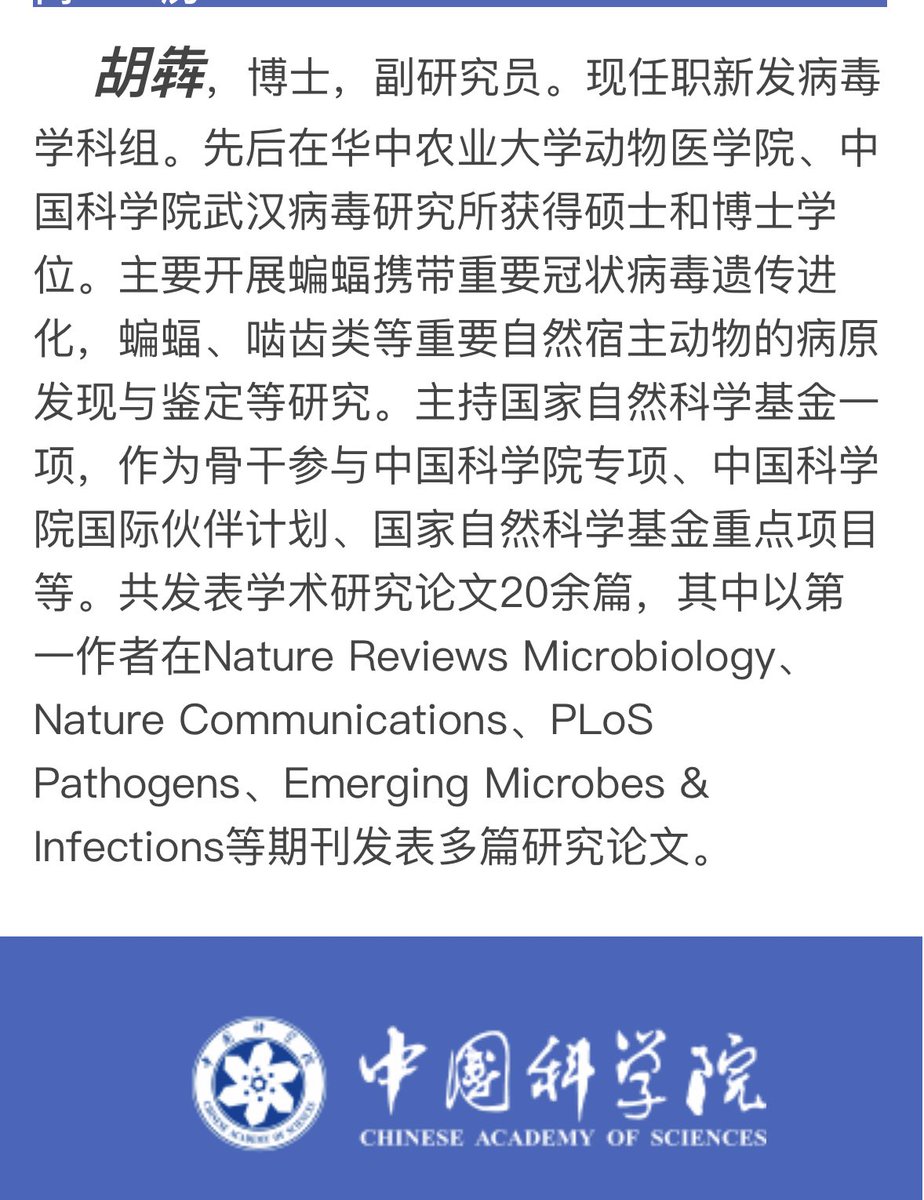 胡犇，博士，副研究员。现任职新发病毒
学科组。先后在华中农业大学动物医学院、中
国科学院武汉病毒研究所获得硕士和博士学
位。主要开展蝙蝠携带重要冠状病毒遗传进
化，蝙蝠、啮齿类等重要自然宿主动物的病原
发现与鉴定等研究。主持国家自然科学基金一
项，作为骨干参与中国科学院专项、中国科学
院国际伙伴计划、国家自然科学基金重点项目
等。共发表学术研究论文20余篇，其中以第
一作者在Nature Reviews Microbiology、
Nature Communications、PLoS
Pathogens、Emerging Microbes &
Infections等期刊发表多篇研究论文。
中国科学院
CHINESE ACADEMY OF SCIENCES
中国科学院
CHINESE ACADEMY OF SCIENCES